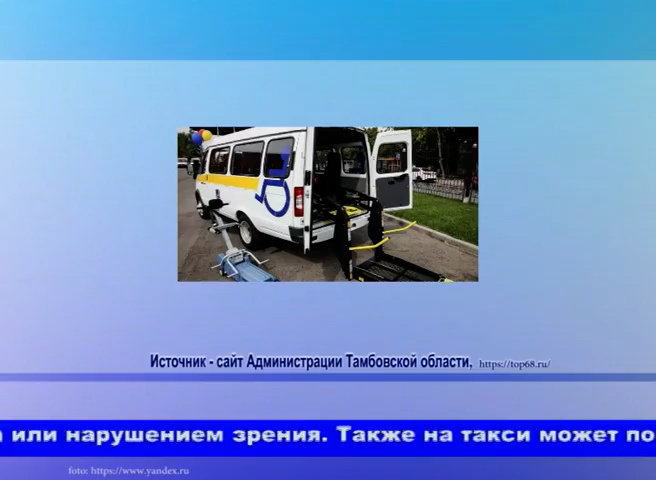 Источник - сайт Администрации Тамбовской области, https://top68.ru/
или нарушением зрения. Также на такси может по
foto: https://www.yandex.ru